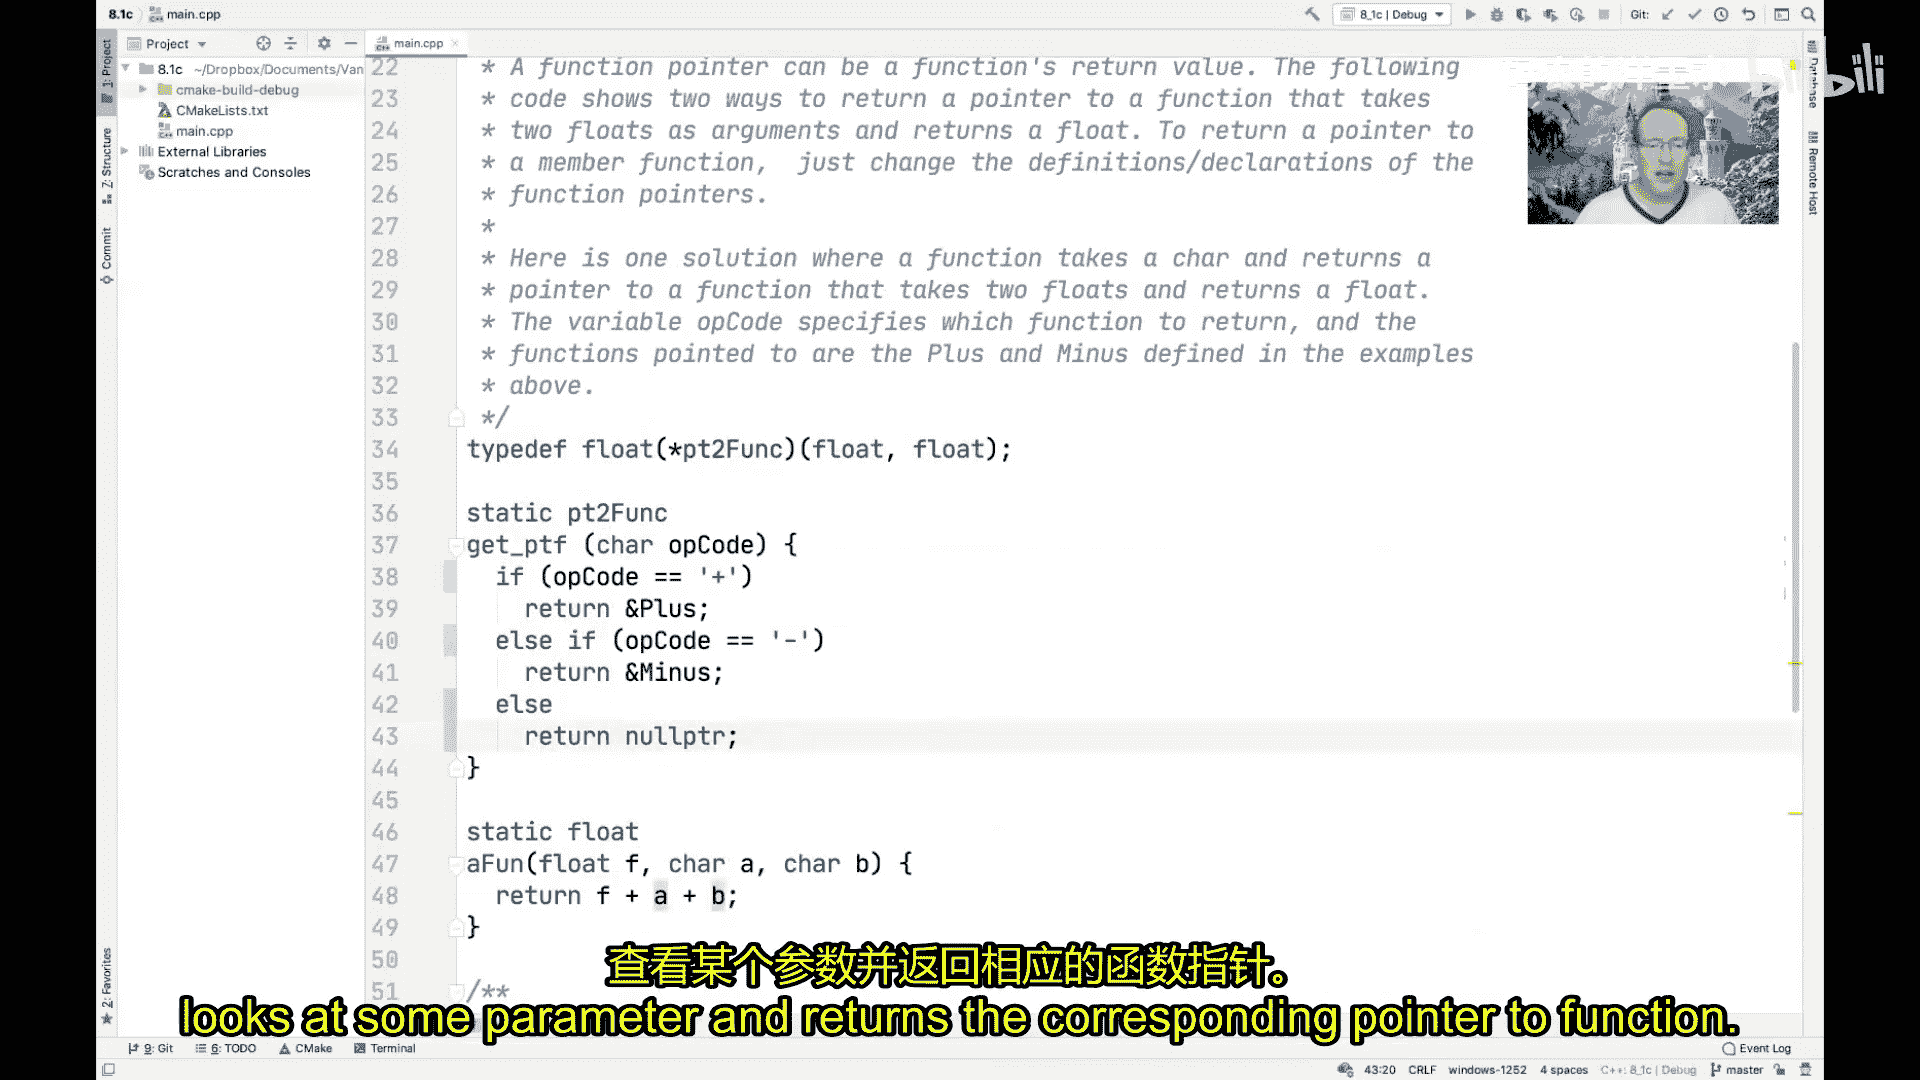 8.1c main.cpp 8_1c | Debug Git:
Project main.cpp
1: Project
8.1c ~/Dropbox/Documents/Van
cmake-build-debug
CMakeLists.txt
main.cpp
External Libraries
Scratches and Consoles
Z: Structure
Commit
2: Favorites
22 * A function pointer can be a function's return value. The following
23 * code shows two ways to return a pointer to a function that takes
24 * two floats as arguments and returns a float. To return a pointer to
25 * a member function,  just change the definitions/declarations of the
26 * function pointers.
27 *
28 * Here is one solution where a function takes a char and returns a
29 * pointer to a function that takes two floats and returns a float.
30 * The variable opCode specifies which function to return, and the
31 * functions pointed to are the Plus and Minus defined in the examples
32 * above.
33 */
34 typedef float(*pt2Func)(float, float);
35
36 static pt2Func
37 get_ptf (char opCode) {
38 if (opCode == '+')
39 return &Plus;
40 else if (opCode == '-')
41 return &Minus;
42 else
43 return nullptr;
44 }
45
46 static float
47 aFun(float f, char a, char b) {
48 return f + a + b;
49 }
50
51 /**
bilibili
Database
Remote Host
查看某个参数并返回相应的函数指针。
looks at some parameter and returns the corresponding pointer to function.
9: Git 6: TODO CMake Terminal Event Log
43:20 CRLF windows-1252 4 spaces C++: 8_1c | Debug master